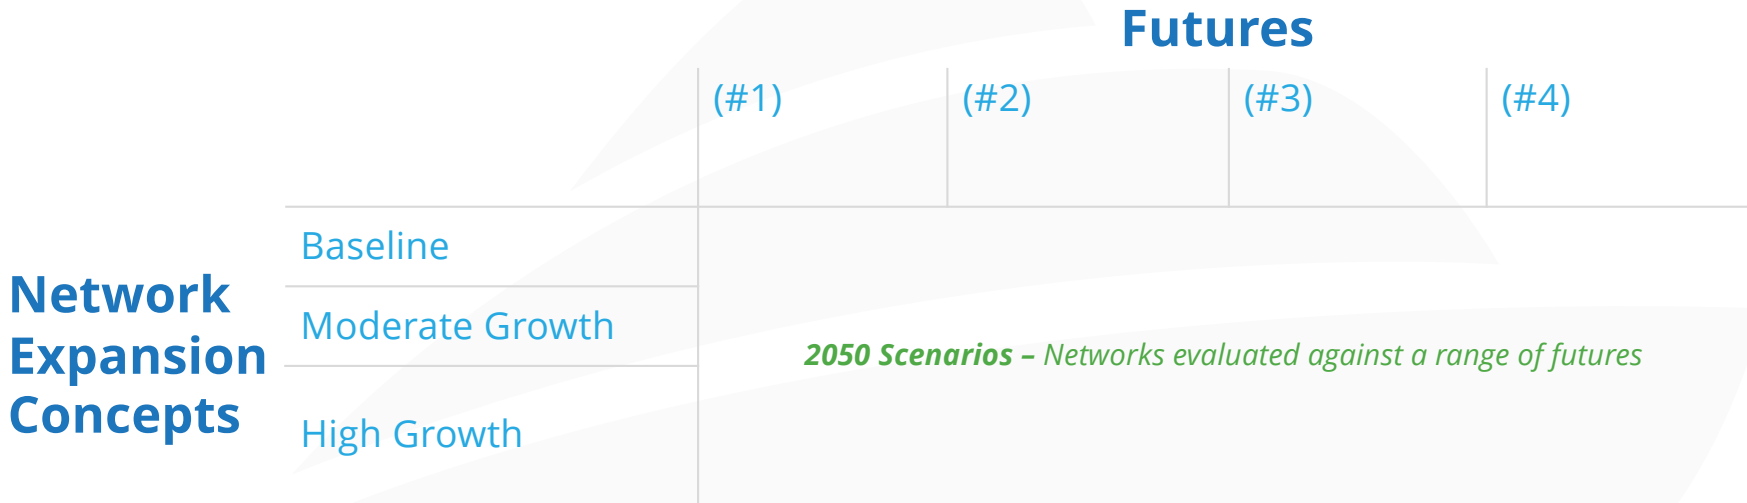 Futures
(#1) (#2) (#3) (#4)
Baseline
Network
Expansion
Concepts
Moderate Growth
2050 Scenarios – Networks evaluated against a range of futures
High Growth